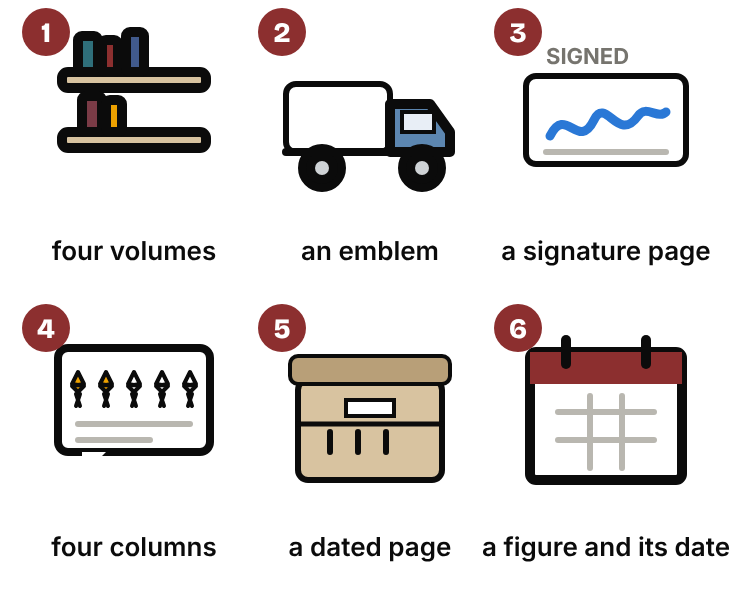 1
2
3
SIGNED
four volumes
an emblem
a signature page
4
5
6
four columns
a dated page
a figure and its date